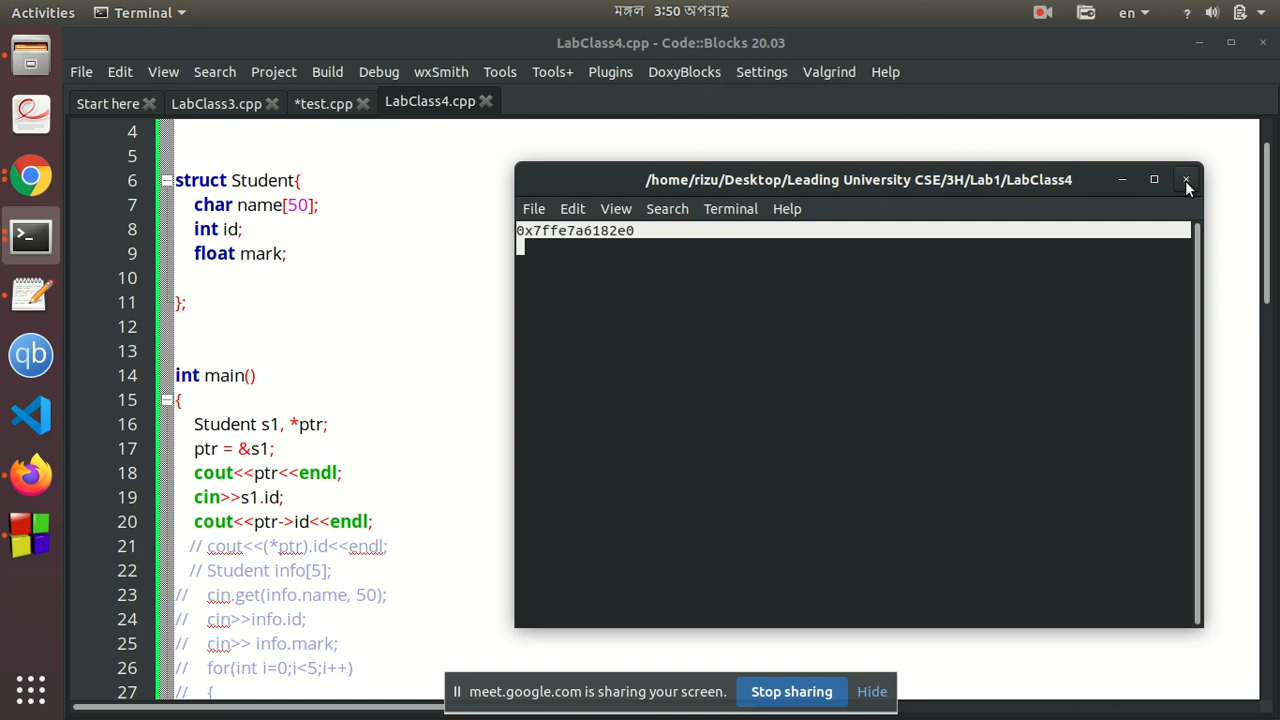 Activities Terminal মঙ্গল 3:50 অপরাহ্ণ en ?
LabClass4.cpp - Code::Blocks 20.03
File Edit View Search Project Build Debug wxSmith Tools Tools+ Plugins DoxyBlocks Settings Valgrind Help
Start here LabClass3.cpp *test.cpp LabClass4.cpp
4
5
6 struct Student{
7 char name[50];
8 int id;
9 float mark;
10
11 };
12
13
14 int main()
15 {
16 Student s1, *ptr;
17 ptr = &s1;
18 cout<<ptr<<endl;
19 cin>>s1.id;
20 cout<<ptr->id<<endl;
21 // cout<<(*ptr).id<<endl;
22 // Student info[5];
23 // cin.get(info.name, 50);
24 // cin>>info.id;
25 // cin>> info.mark;
26 // for(int i=0;i<5;i++)
27 // {
/home/rizu/Desktop/Leading University CSE/3H/Lab1/LabClass4
File Edit View Search Terminal Help
0x7ffe7a6182e0
qb
meet.google.com is sharing your screen. Stop sharing Hide